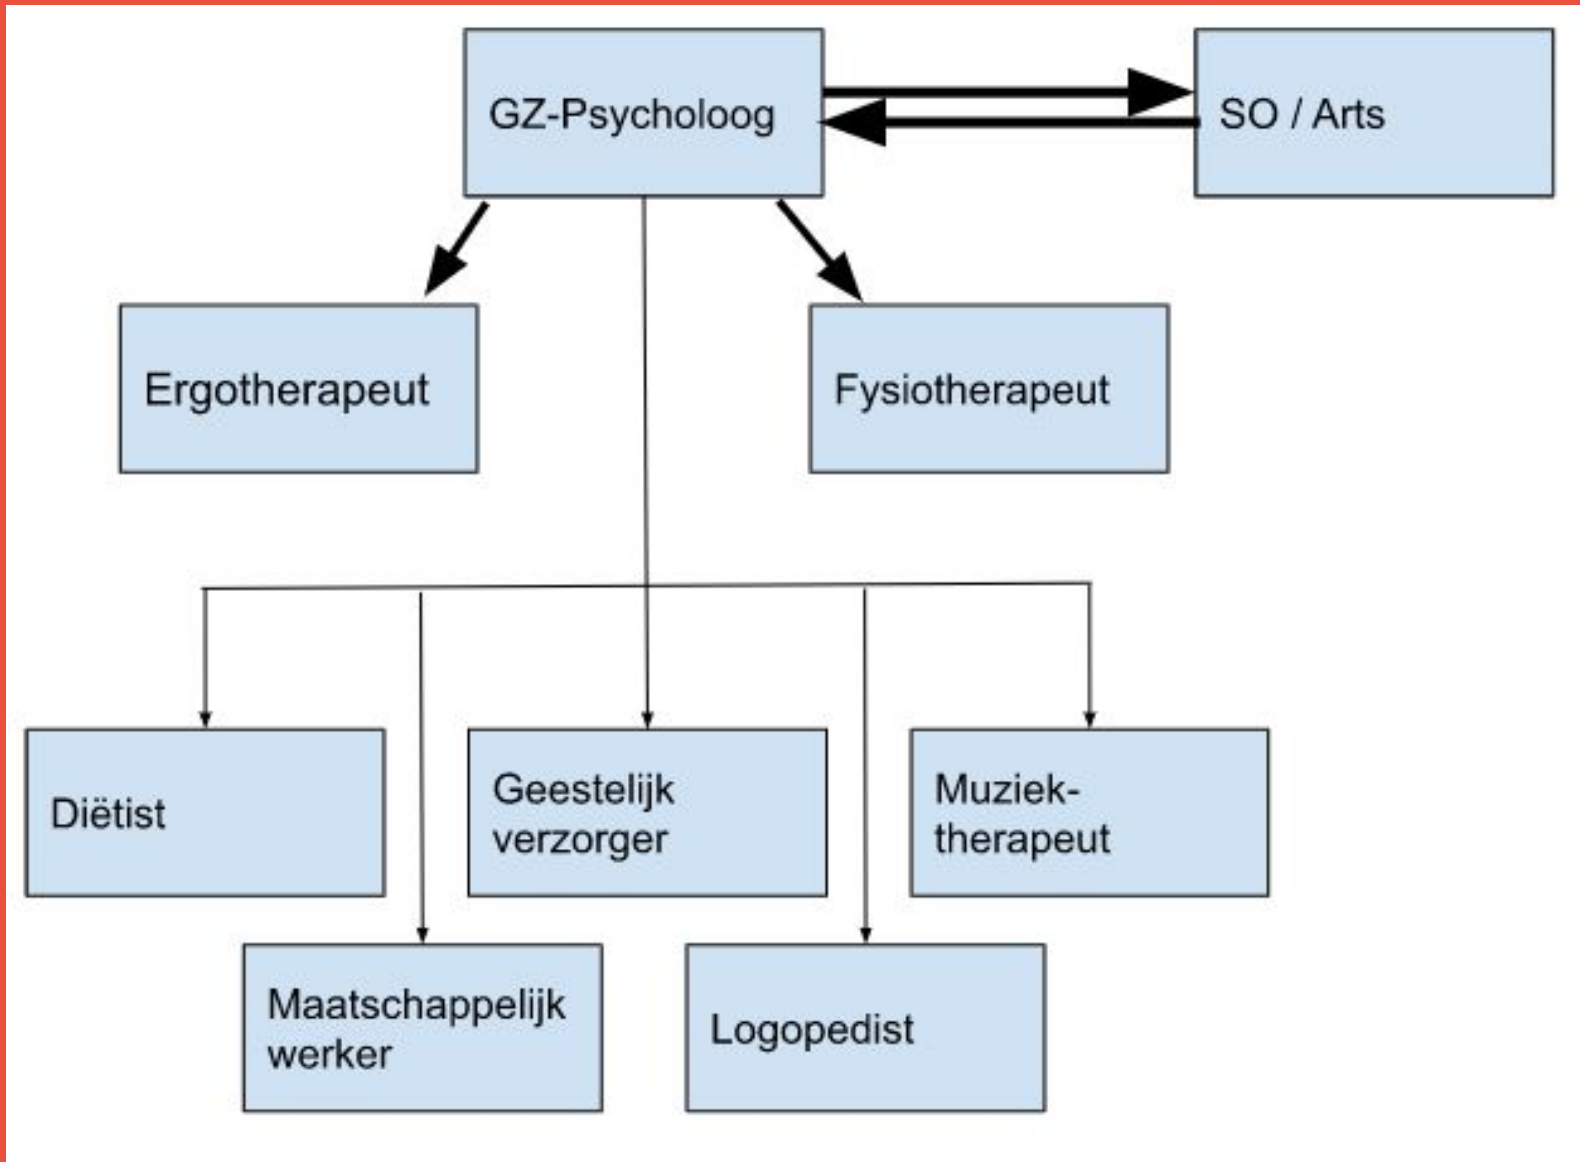 GZ-Psycholoog
SO / Arts
Ergotherapeut
Fysiotherapeut
Diëtist
Geestelijk
verzorger
Muziek-
therapeut
Maatschappelijk
werker
Logopedist